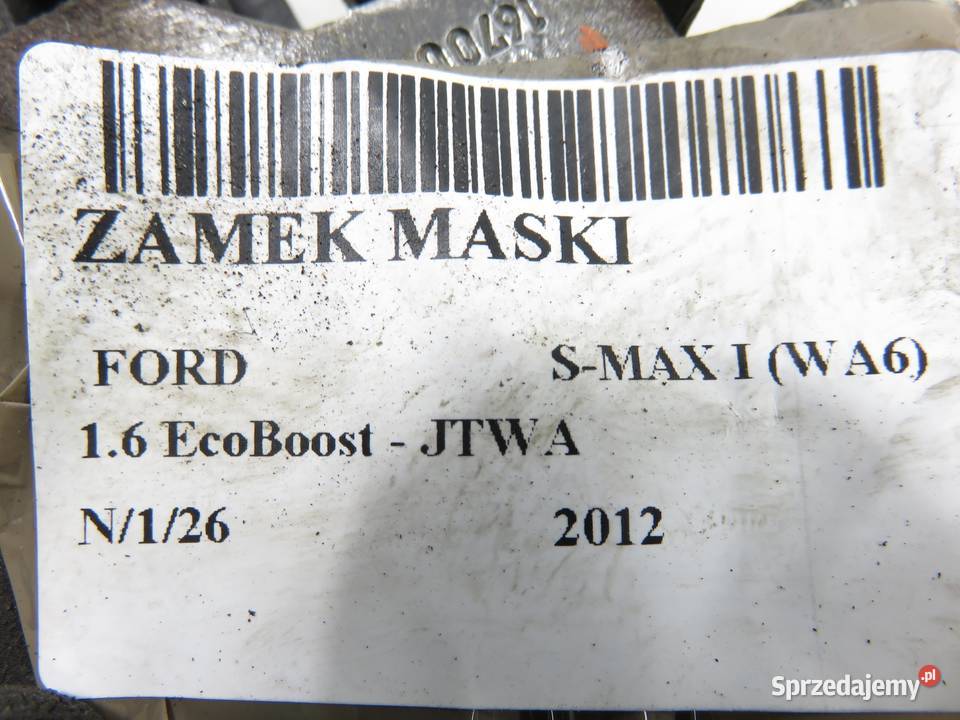 ZAMEK MASKI
FORD S-MAX I (WA6)
1.6 EcoBoost - JTWA
N/1/26 2012
Sprzedajemy.pl